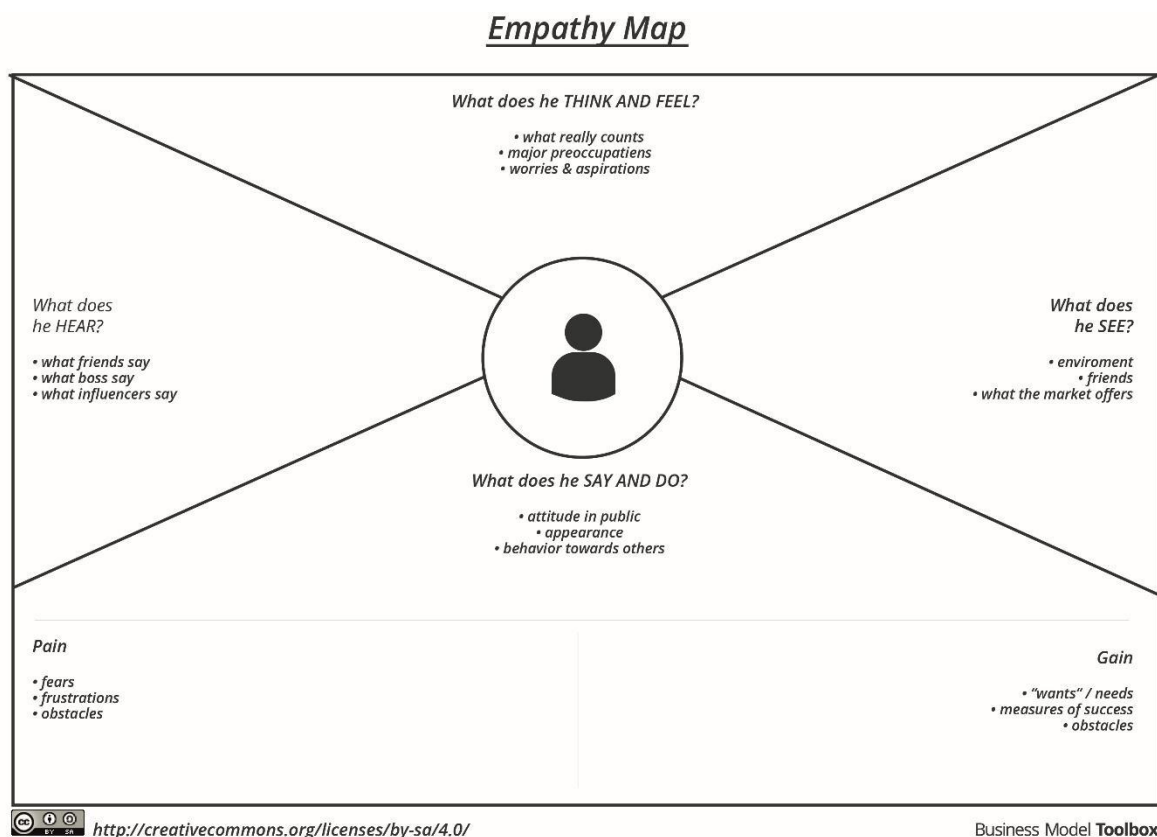 Empathy Map
What does he THINK AND FEEL?
• what really counts
• major preoccupatiens
• worries & aspirations
What does
he HEAR?
• what friends say
• what boss say
• what influencers say
What does
he SEE?
• enviroment
• friends
• what the market offers
What does he SAY AND DO?
• attitude in public
• appearance
• behavior towards others
Pain
• fears
• frustrations
• obstacles
Gain
• “wants” / needs
• measures of success
• obstacles
cc BY SA
http://creativecommons.org/licenses/by-sa/4.0/
Business Model Toolbox